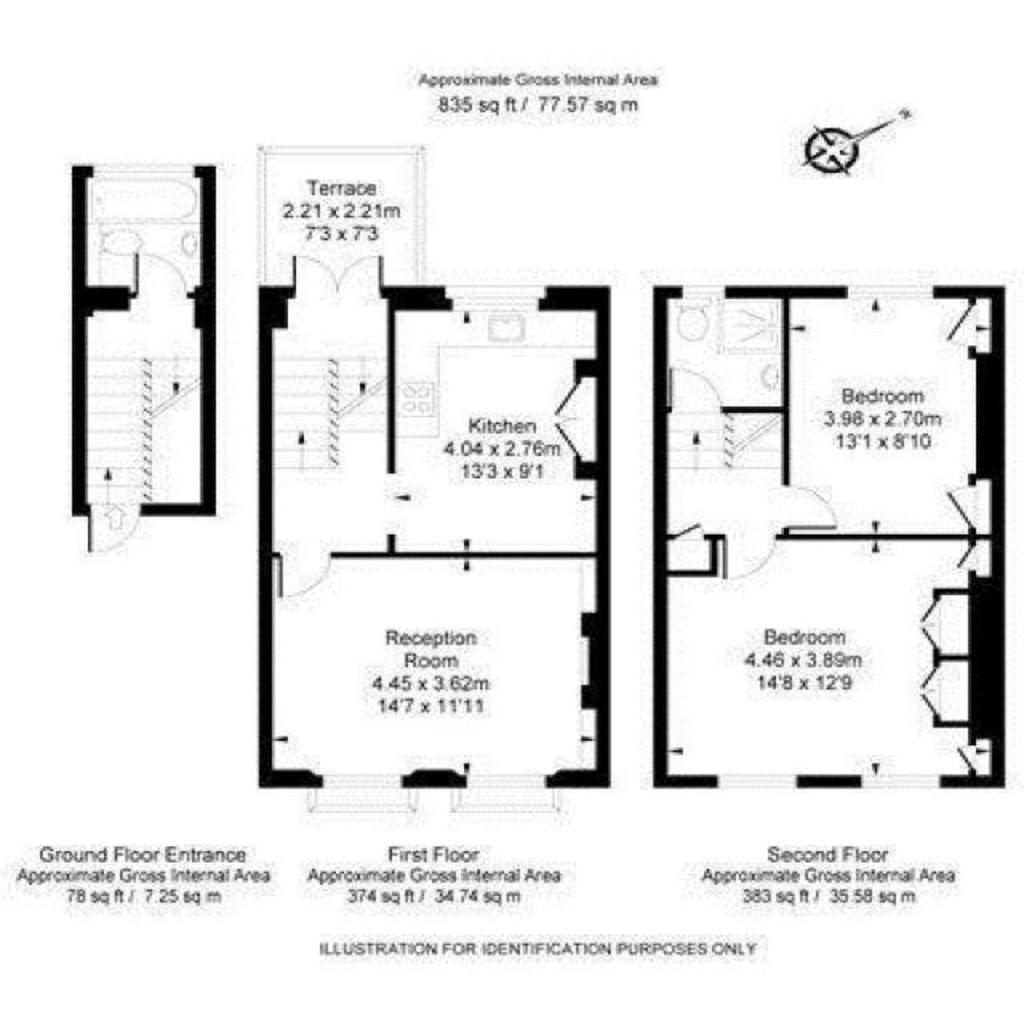 Approximate Gross Internal Area
835 sq ft / 77.57 sq m
N
Terrace
2.21 x 2.21m
7'3 x 7'3
Kitchen
4.04 x 2.76m
13'3 x 9'1
Bedroom
3.98 x 2.70m
13'1 x 8'10
Reception
Room
4.45 x 3.62m
14'7 x 11'11
Bedroom
4.46 x 3.89m
14'8 x 12'9
Ground Floor Entrance
Approximate Gross Internal Area
78 sq ft / 7.25 sq m
First Floor
Approximate Gross Internal Area
374 sq ft / 34.74 sq m
Second Floor
Approximate Gross Internal Area
383 sq ft / 35.58 sq m
ILLUSTRATION FOR IDENTIFICATION PURPOSES ONLY